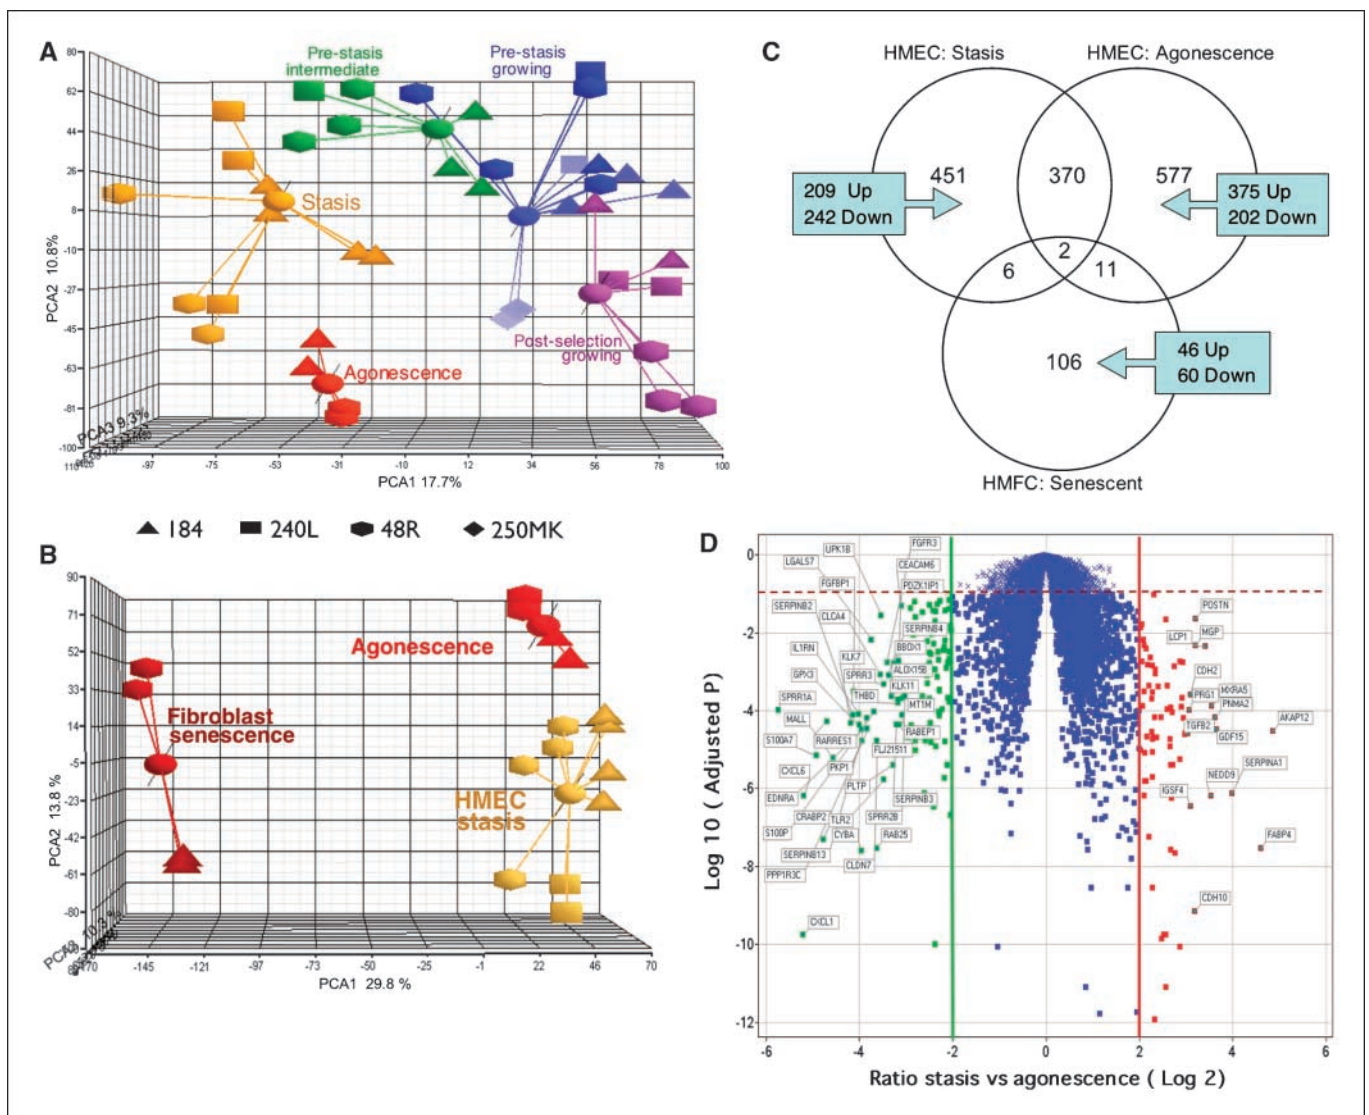 A
Pre-stasis
intermediate
Pre-stasis
growing
Stasis
Agonescence
Post-selection
growing
80
62
44
26
8
-10
-27
-45
-63
-81
-100
PCA2 10.8%
PCA3 9.3%
-97
-75
-53
-31
-10
12
34
56
78
100
PCA1 17.7%
184
240L
48R
250MK
B
Agonescence
Fibroblast
senescence
HMEC
stasis
90
71
52
33
14
-5
-23
-42
-61
-80
PCA2 13.8 %
-145
-121
-97
-73
-50
-25
-1
22
46
70
PCA1 29.8 %
C
HMEC: Stasis
HMEC: Agonescence
451
370
577
209 Up
242 Down
375 Up
202 Down
2
6
11
106
46 Up
60 Down
HMFC: Senescent
D
FGFR3
UPK1B
LGALS7
CEACAM6
FGFBP1
PDZK1IP1
SERPINB2
CLCA4
SERPINB4
IL1RN
BBOX1
KLK7
GPX3
SPRR3
ALOX15B
KLK11
SPRR1A
THBD
MT1M
MALL
S100A7
RARRES1
RABEP1
FLJ21511
CXCL6
PKP1
EDNRA
PLTP
SERPINB3
CRABP2
S100P
TLR2
SPRR2B
CYBA
RAB25
SERPINB13
CLDN7
PPP1R3C
CXCL1
POSTN
LCP1
MGP
CDH2
MXRA5
PRG1
PNMA2
TGFB2
AKAP12
GDF15
SERPINA1
NEDD9
IGSF4
FABP4
CDH10
0
-2
-4
-6
-8
-10
-12
Log 10 ( Adjusted P)
-6
-4
-2
0
2
4
6
Ratio stasis vs agonescence ( Log 2)